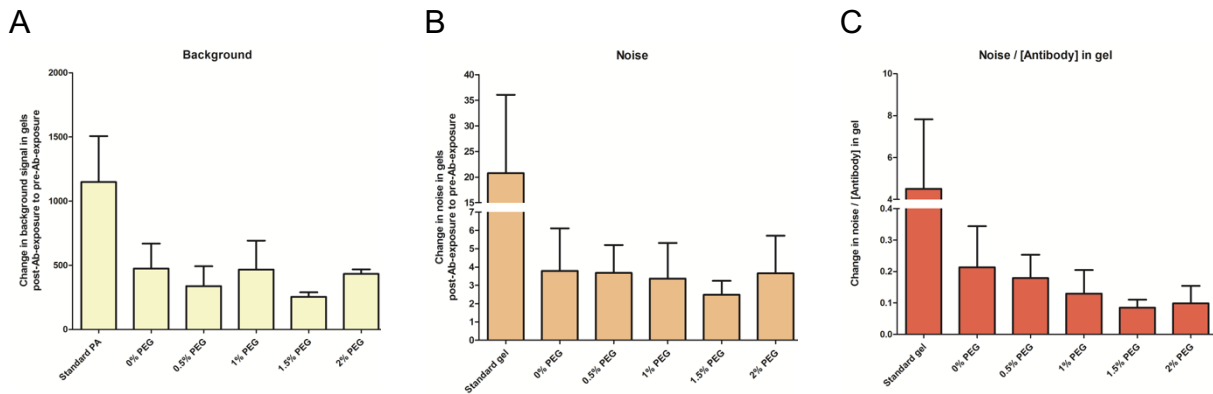 A
Background
Change in background signal in gels
post-Ab-exposure to pre-Ab-exposure
2000
1500
1000
500
0
Standard PA
0% PEG
0.5% PEG
1% PEG
1.5% PEG
2% PEG
B
Noise
Change in noise in gels
post-Ab-exposure to pre-Ab-exposure
40
35
30
25
20
15
7
6
5
4
3
2
1
0
Standard gel
0% PEG
0.5% PEG
1% PEG
1.5% PEG
2% PEG
C
Noise / [Antibody] in gel
Change in noise / [Antibody] in gel
10
8
6
4
0.4
0.3
0.2
0.1
0.0
Standard gel
0% PEG
0.5% PEG
1% PEG
1.5% PEG
2% PEG